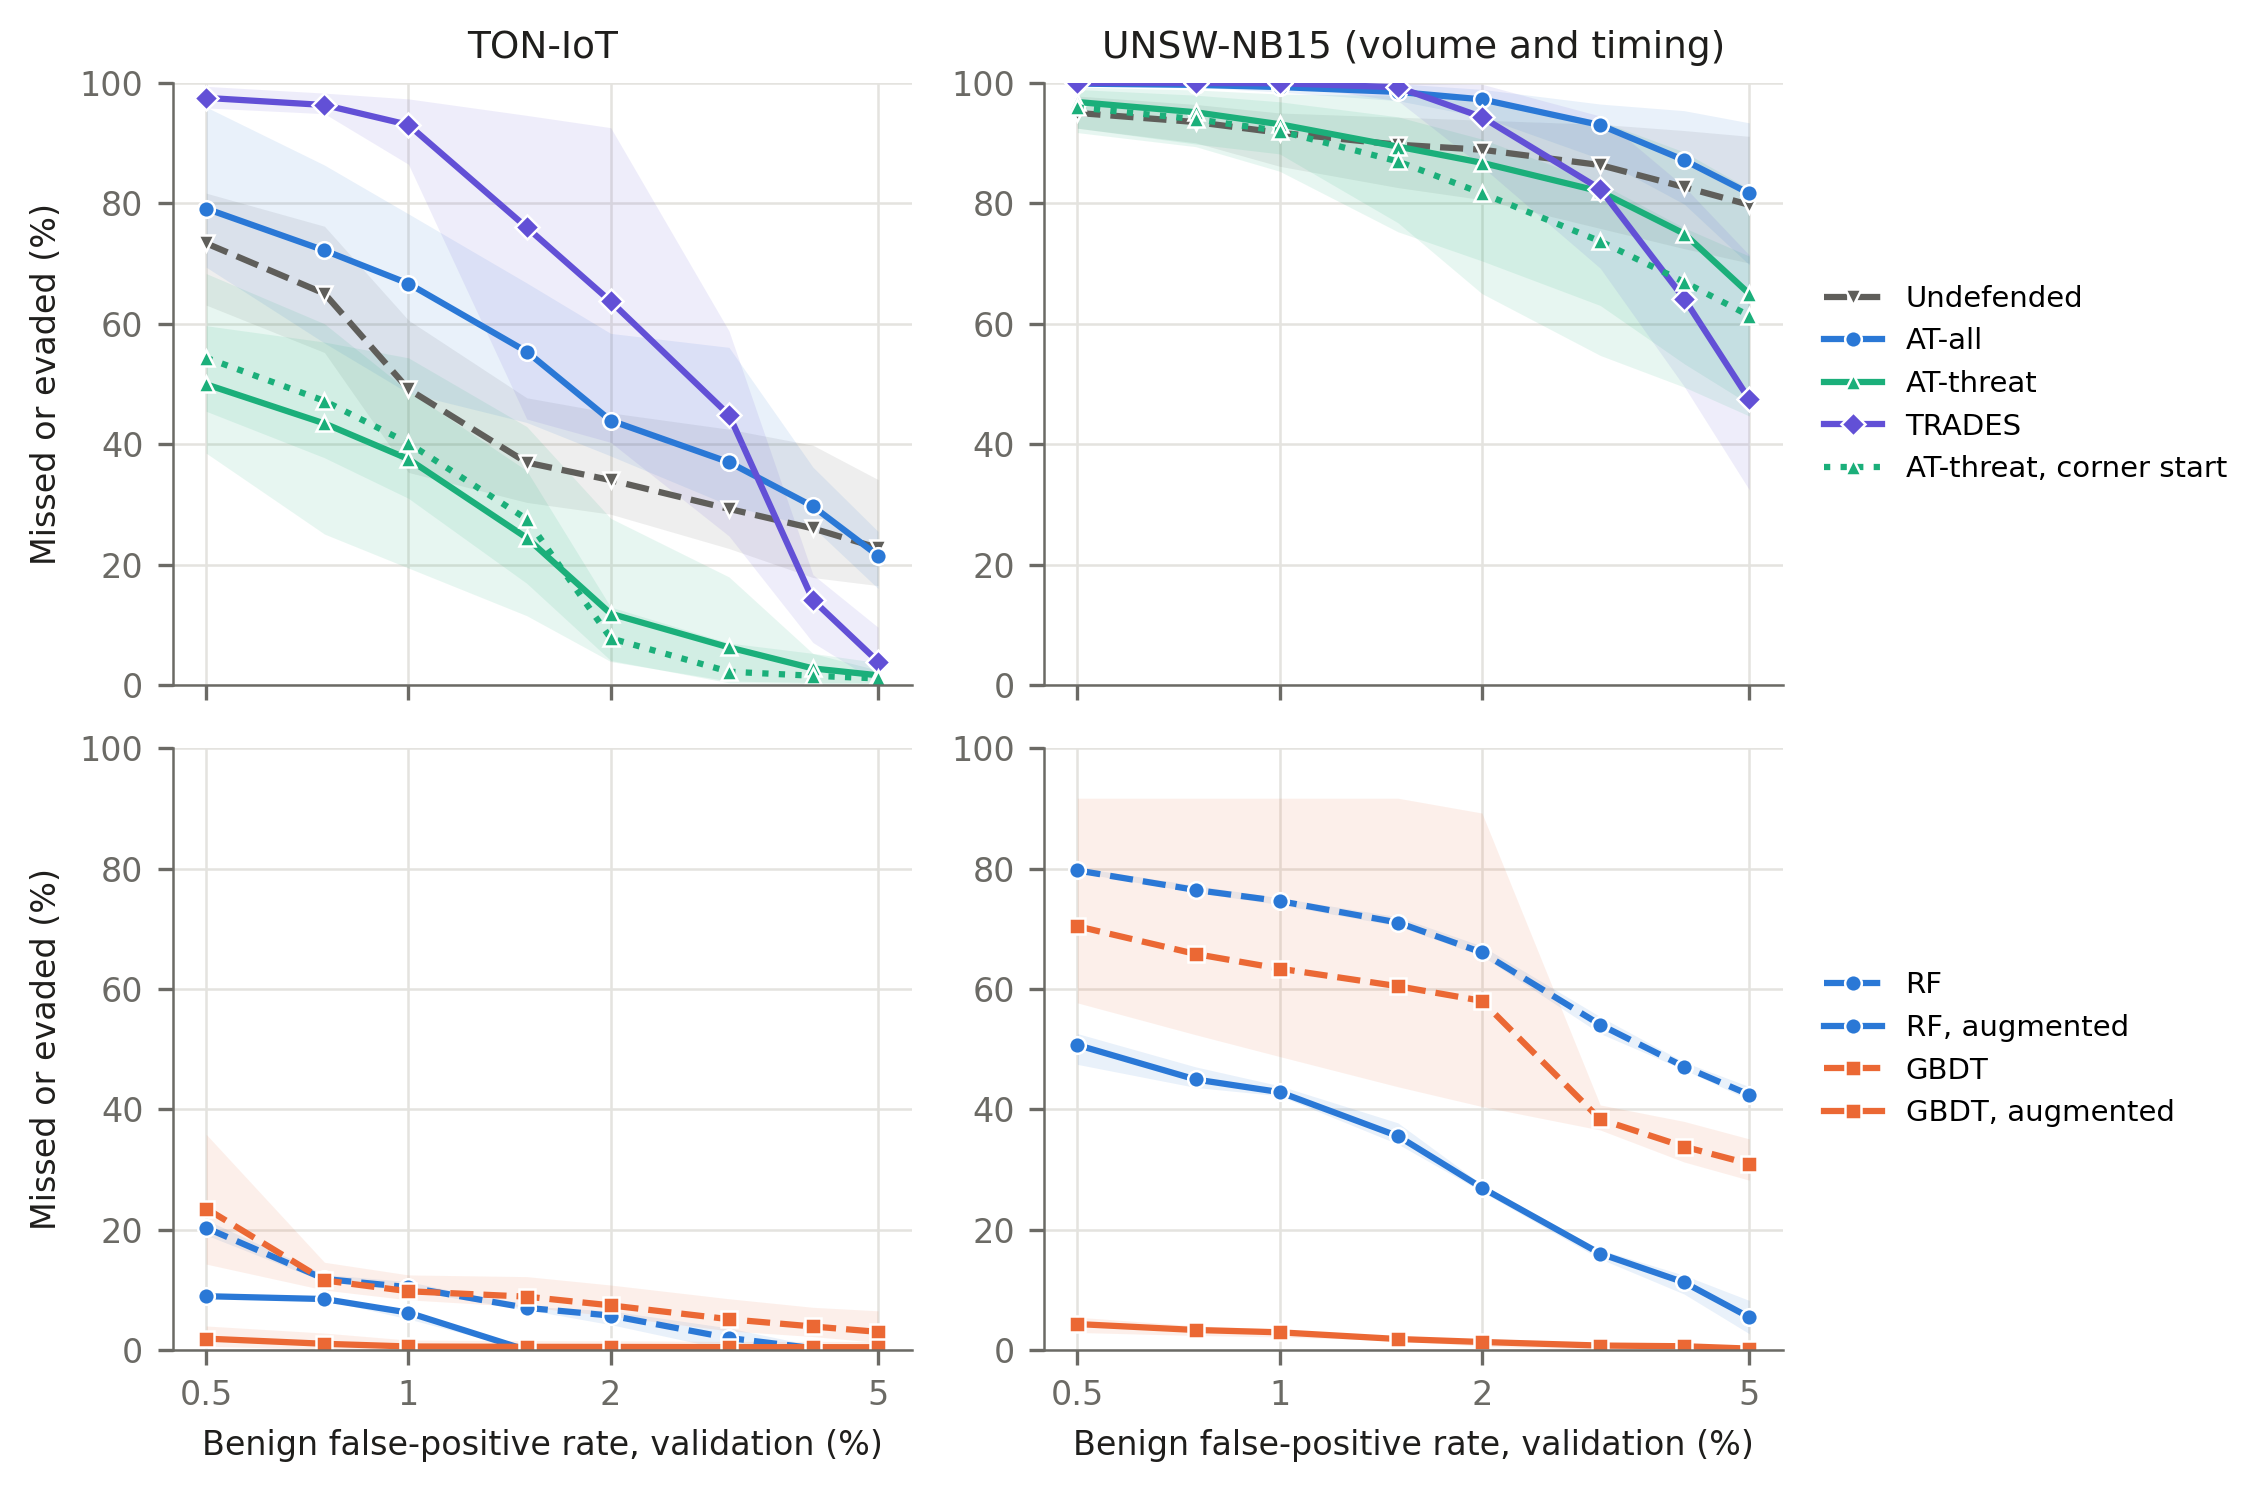 TON-IoT
UNSW-NB15 (volume and timing)
Missed or evaded (%)
100
80
60
40
20
0
100
80
60
40
20
0
Undefended
AT-all
AT-threat
TRADES
AT-threat, corner start
Missed or evaded (%)
100
80
60
40
20
0
0.5
1
2
5
Benign false-positive rate, validation (%)
100
80
60
40
20
0
0.5
1
2
5
Benign false-positive rate, validation (%)
RF
RF, augmented
GBDT
GBDT, augmented